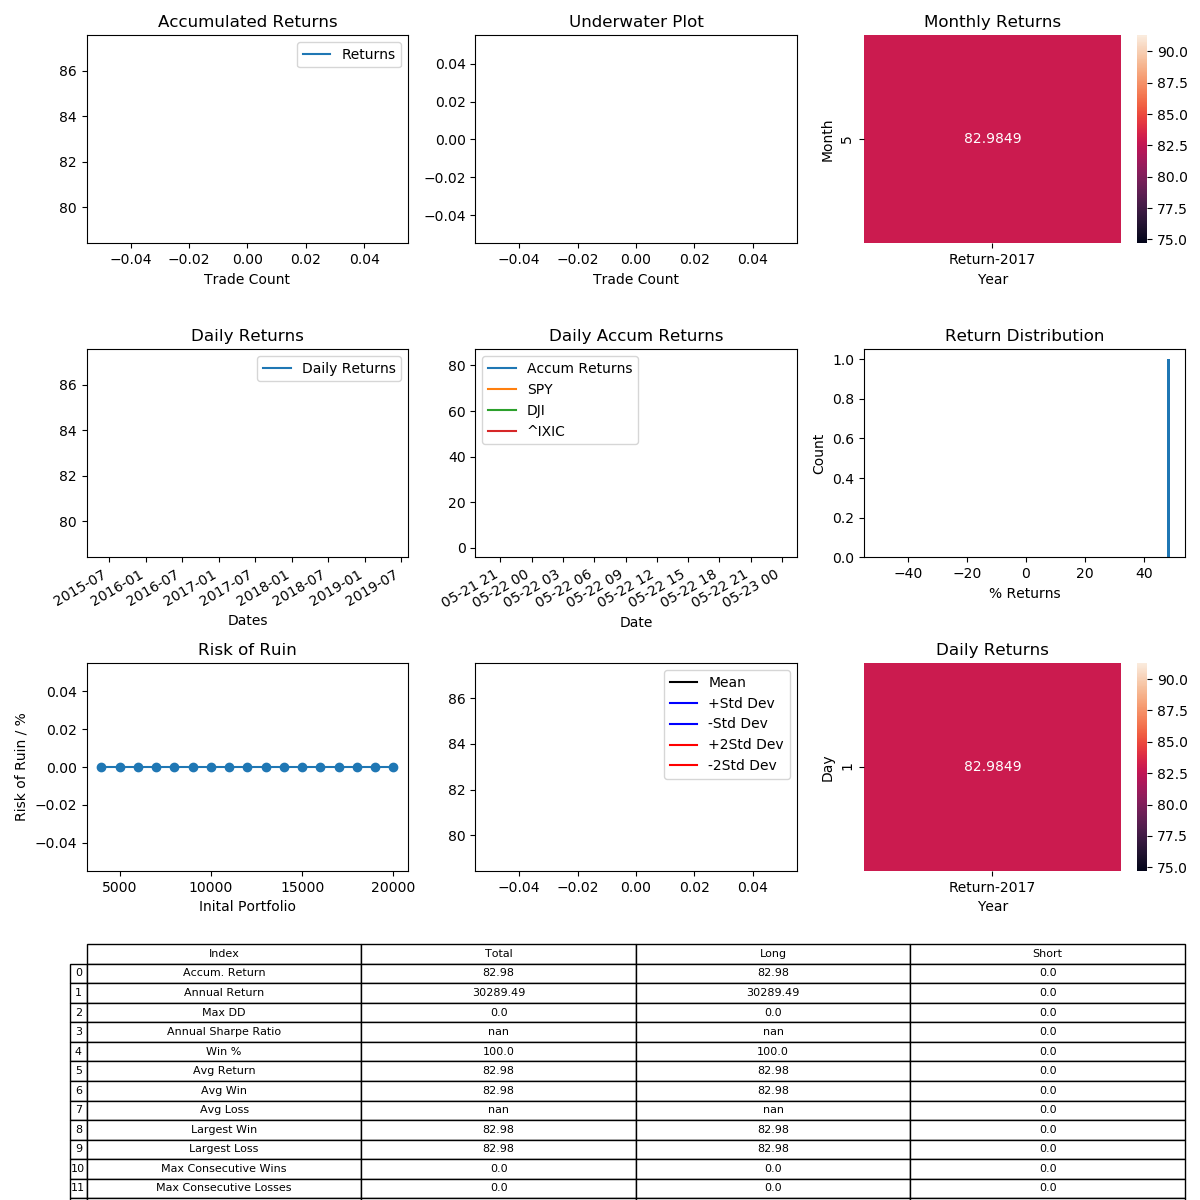 Accumulated Returns
Returns
86
84
82
80
−0.04 −0.02 0.00 0.02 0.04
Trade Count
Underwater Plot
0.04
0.02
0.00
−0.02
−0.04
−0.04 −0.02 0.00 0.02 0.04
Trade Count
Monthly Returns
Month
5
82.9849
Return-2017
Year
90.0
87.5
85.0
82.5
80.0
77.5
75.0
Daily Returns
Daily Returns
86
84
82
80
2015-07 2016-01 2016-07 2017-01 2017-07 2018-01 2018-07 2019-01 2019-07
Dates
Daily Accum Returns
Accum Returns
SPY
DJI
^IXIC
80
60
40
20
0
05-21 21 05-22 00 05-22 03 05-22 06 05-22 09 05-22 12 05-22 15 05-22 18 05-22 21 05-23 00
Date
Return Distribution
Count
1.0
0.8
0.6
0.4
0.2
0.0
−40 −20 0 20 40
% Returns
Risk of Ruin
Risk of Ruin / %
0.04
0.02
0.00
−0.02
−0.04
5000 10000 15000 20000
Inital Portfolio
Mean
+Std Dev
-Std Dev
+2Std Dev
-2Std Dev
86
84
82
80
−0.04 −0.02 0.00 0.02 0.04
Daily Returns
Day
1
82.9849
Return-2017
Year
90.0
87.5
85.0
82.5
80.0
77.5
75.0
Index Total Long Short
0 Accum. Return 82.98 82.98 0.0
1 Annual Return 30289.49 30289.49 0.0
2 Max DD 0.0 0.0 0.0
3 Annual Sharpe Ratio nan nan 0.0
4 Win % 100.0 100.0 0.0
5 Avg Return 82.98 82.98 0.0
6 Avg Win 82.98 82.98 0.0
7 Avg Loss nan nan 0.0
8 Largest Win 82.98 82.98 0.0
9 Largest Loss 82.98 82.98 0.0
10 Max Consecutive Wins 0.0 0.0 0.0
11 Max Consecutive Losses 0.0 0.0 0.0